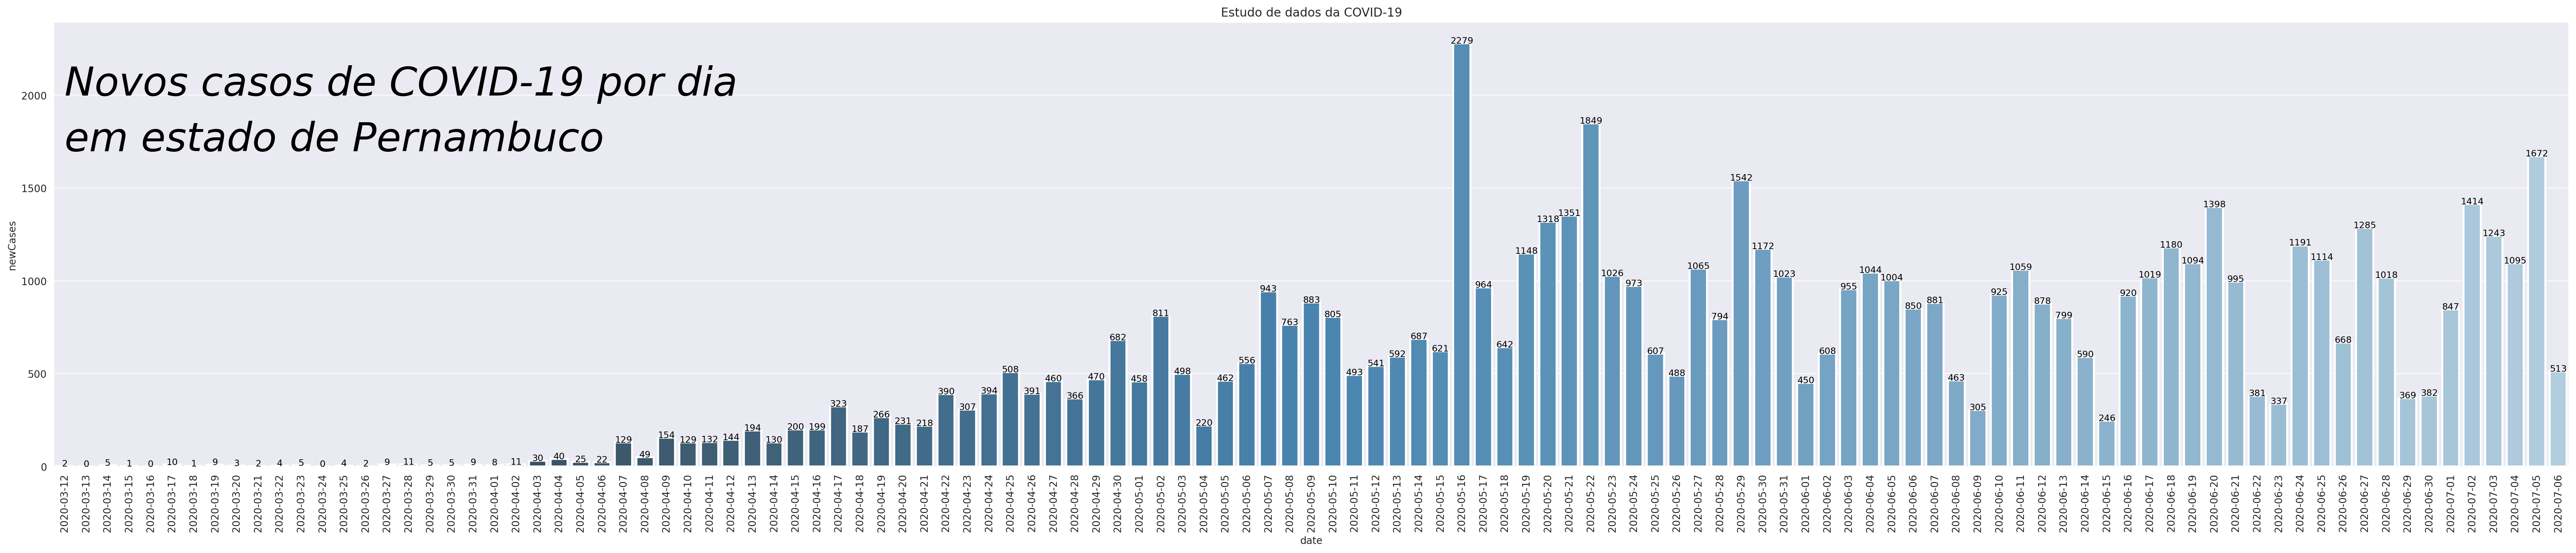 Estudo de dados da COVID-19
Novos casos de COVID-19 por dia
em estado de Pernambuco
newCases
2000
1500
1000
500
0
2 0 5 1 0 10 1 9 3 2 4 5 0 4 2 9 11 5 5 9 8 11 30 40 25 22 129 49 154 129 132 144 194 130 200 199 323 187 266 231 218 390 307 394 508 391 460 366 470 682 458 811 498 220 462 556 943 763 883 805 493 541 592 687 621 2279 964 642 1148 1318 1351 1849 1026 973 607 488 1065 794 1542 1172 1023 450 608 955 1044 1004 850 881 463 305 925 1059 878 799 590 246 920 1019 1180 1094 1398 995 381 337 1191 1114 668 1285 1018 369 382 847 1414 1243 1095 1672 513
2020-03-12 2020-03-13 2020-03-14 2020-03-15 2020-03-16 2020-03-17 2020-03-18 2020-03-19 2020-03-20 2020-03-21 2020-03-22 2020-03-23 2020-03-24 2020-03-25 2020-03-26 2020-03-27 2020-03-28 2020-03-29 2020-03-30 2020-03-31 2020-04-01 2020-04-02 2020-04-03 2020-04-04 2020-04-05 2020-04-06 2020-04-07 2020-04-08 2020-04-09 2020-04-10 2020-04-11 2020-04-12 2020-04-13 2020-04-14 2020-04-15 2020-04-16 2020-04-17 2020-04-18 2020-04-19 2020-04-20 2020-04-21 2020-04-22 2020-04-23 2020-04-24 2020-04-25 2020-04-26 2020-04-27 2020-04-28 2020-04-29 2020-04-30 2020-05-01 2020-05-02 2020-05-03 2020-05-04 2020-05-05 2020-05-06 2020-05-07 2020-05-08 2020-05-09 2020-05-10 2020-05-11 2020-05-12 2020-05-13 2020-05-14 2020-05-15 2020-05-16 2020-05-17 2020-05-18 2020-05-19 2020-05-20 2020-05-21 2020-05-22 2020-05-23 2020-05-24 2020-05-25 2020-05-26 2020-05-27 2020-05-28 2020-05-29 2020-05-30 2020-05-31 2020-06-01 2020-06-02 2020-06-03 2020-06-04 2020-06-05 2020-06-06 2020-06-07 2020-06-08 2020-06-09 2020-06-10 2020-06-11 2020-06-12 2020-06-13 2020-06-14 2020-06-15 2020-06-16 2020-06-17 2020-06-18 2020-06-19 2020-06-20 2020-06-21 2020-06-22 2020-06-23 2020-06-24 2020-06-25 2020-06-26 2020-06-27 2020-06-28 2020-06-29 2020-06-30 2020-07-01 2020-07-02 2020-07-03 2020-07-04 2020-07-05 2020-07-06
date